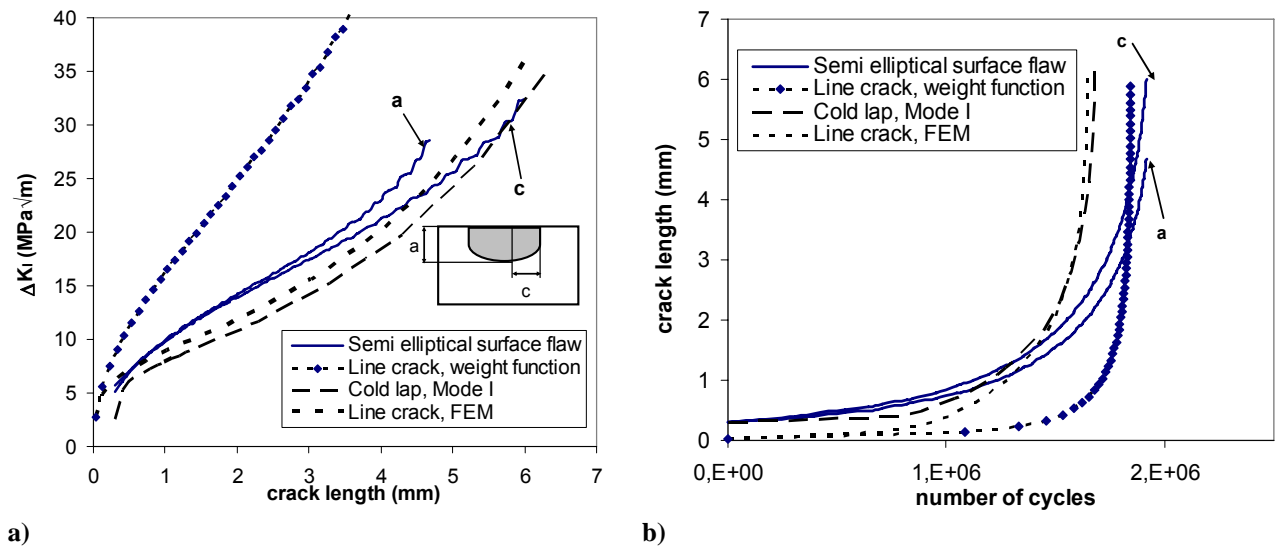 40
35
30
25
20
15
10
5
0
ΔKI (MPa√m)
0 1 2 3 4 5 6 7
crack length (mm)
a
c
a
c
Semi elliptical surface flaw
Line crack, weight function
Cold lap, Mode I
Line crack, FEM
a)
7
6
5
4
3
2
1
0
crack length (mm)
0,E+00 1,E+06 2,E+06
number of cycles
Semi elliptical surface flaw
Line crack, weight function
Cold lap, Mode I
Line crack, FEM
c
a
b)